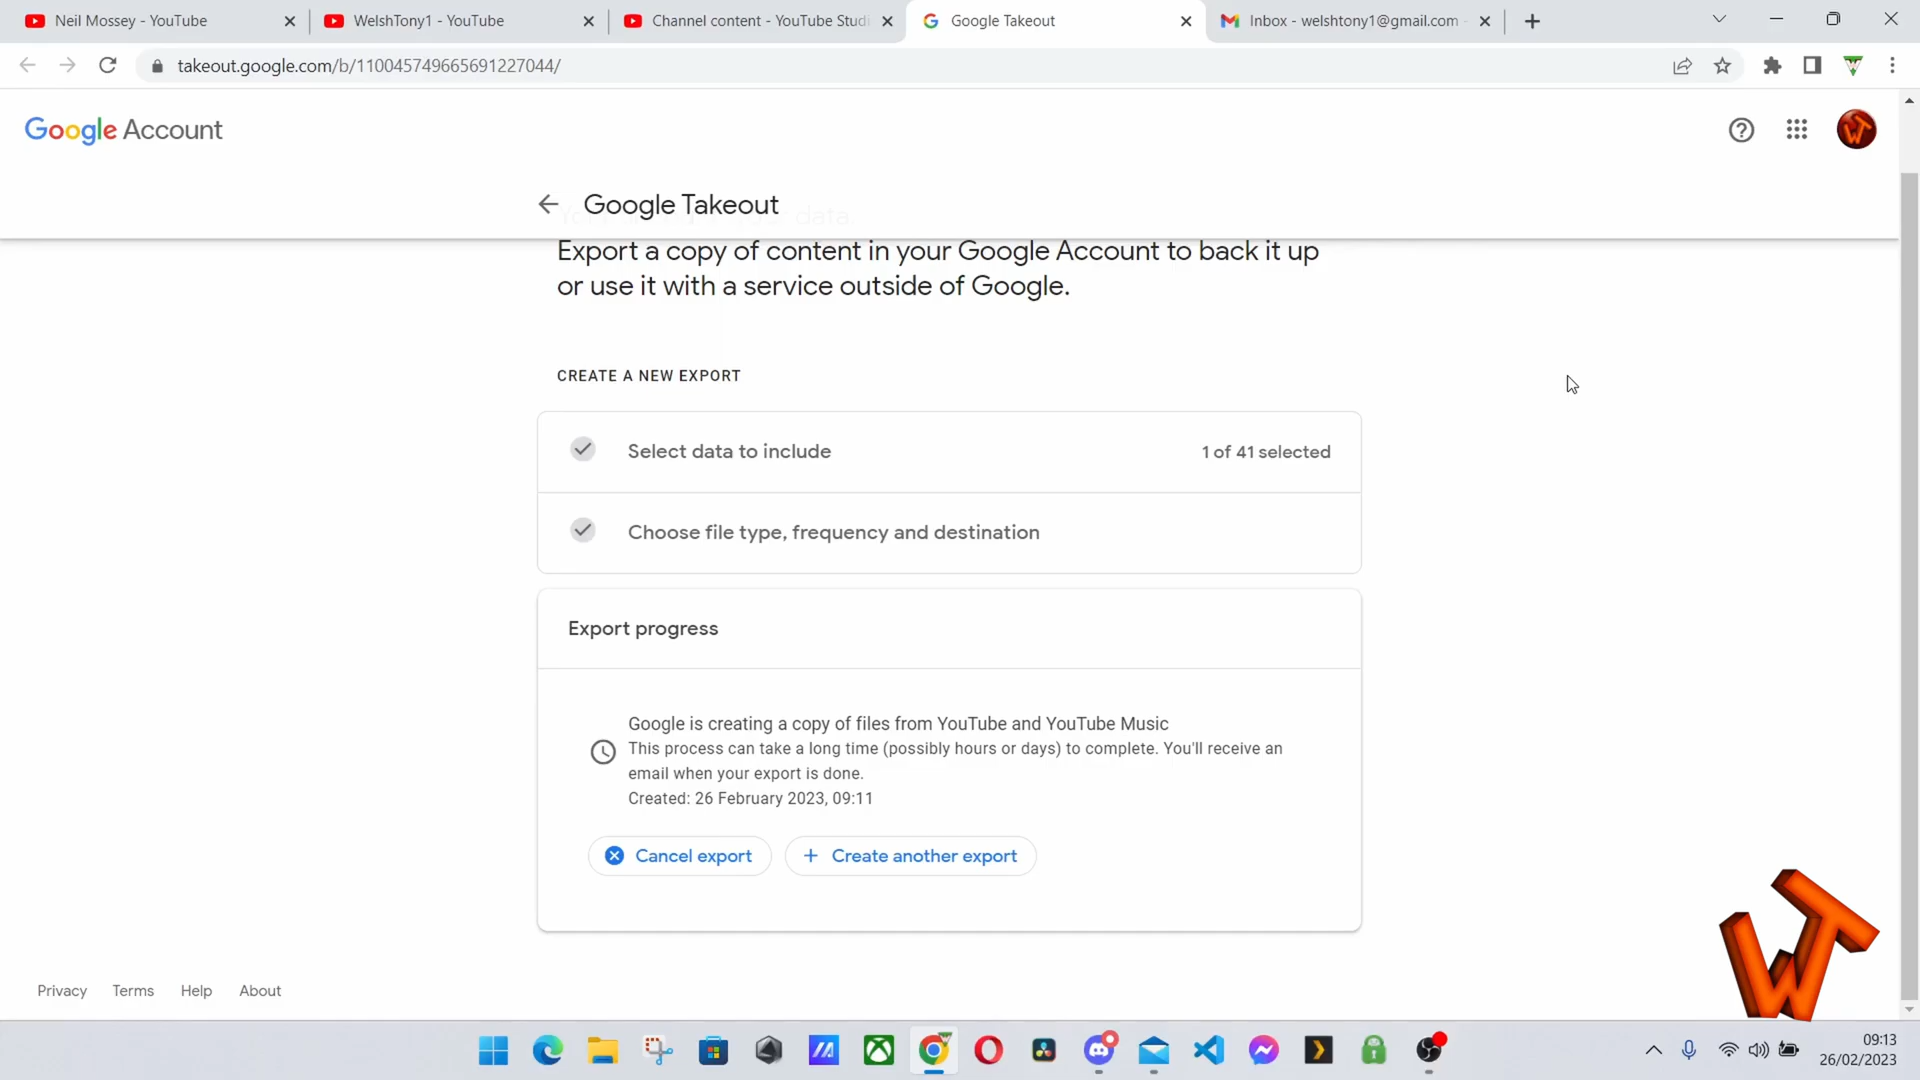 Neil Mossey - YouTube
WelshTony1 - YouTube
Channel content - YouTube Studi
Google Takeout
Inbox - welshtony1@gmail.com -
takeout.google.com/b/110045749665691227044/
Google Account
Google Takeout
Export a copy of content in your Google Account to back it up
or use it with a service outside of Google.
CREATE A NEW EXPORT
Select data to include
1 of 41 selected
Choose file type, frequency and destination
Export progress
Google is creating a copy of files from YouTube and YouTube Music
This process can take a long time (possibly hours or days) to complete. You'll receive an
email when your export is done.
Created: 26 February 2023, 09:11
Cancel export
Create another export
WT
Privacy
Terms
Help
About
09:13
26/02/2023